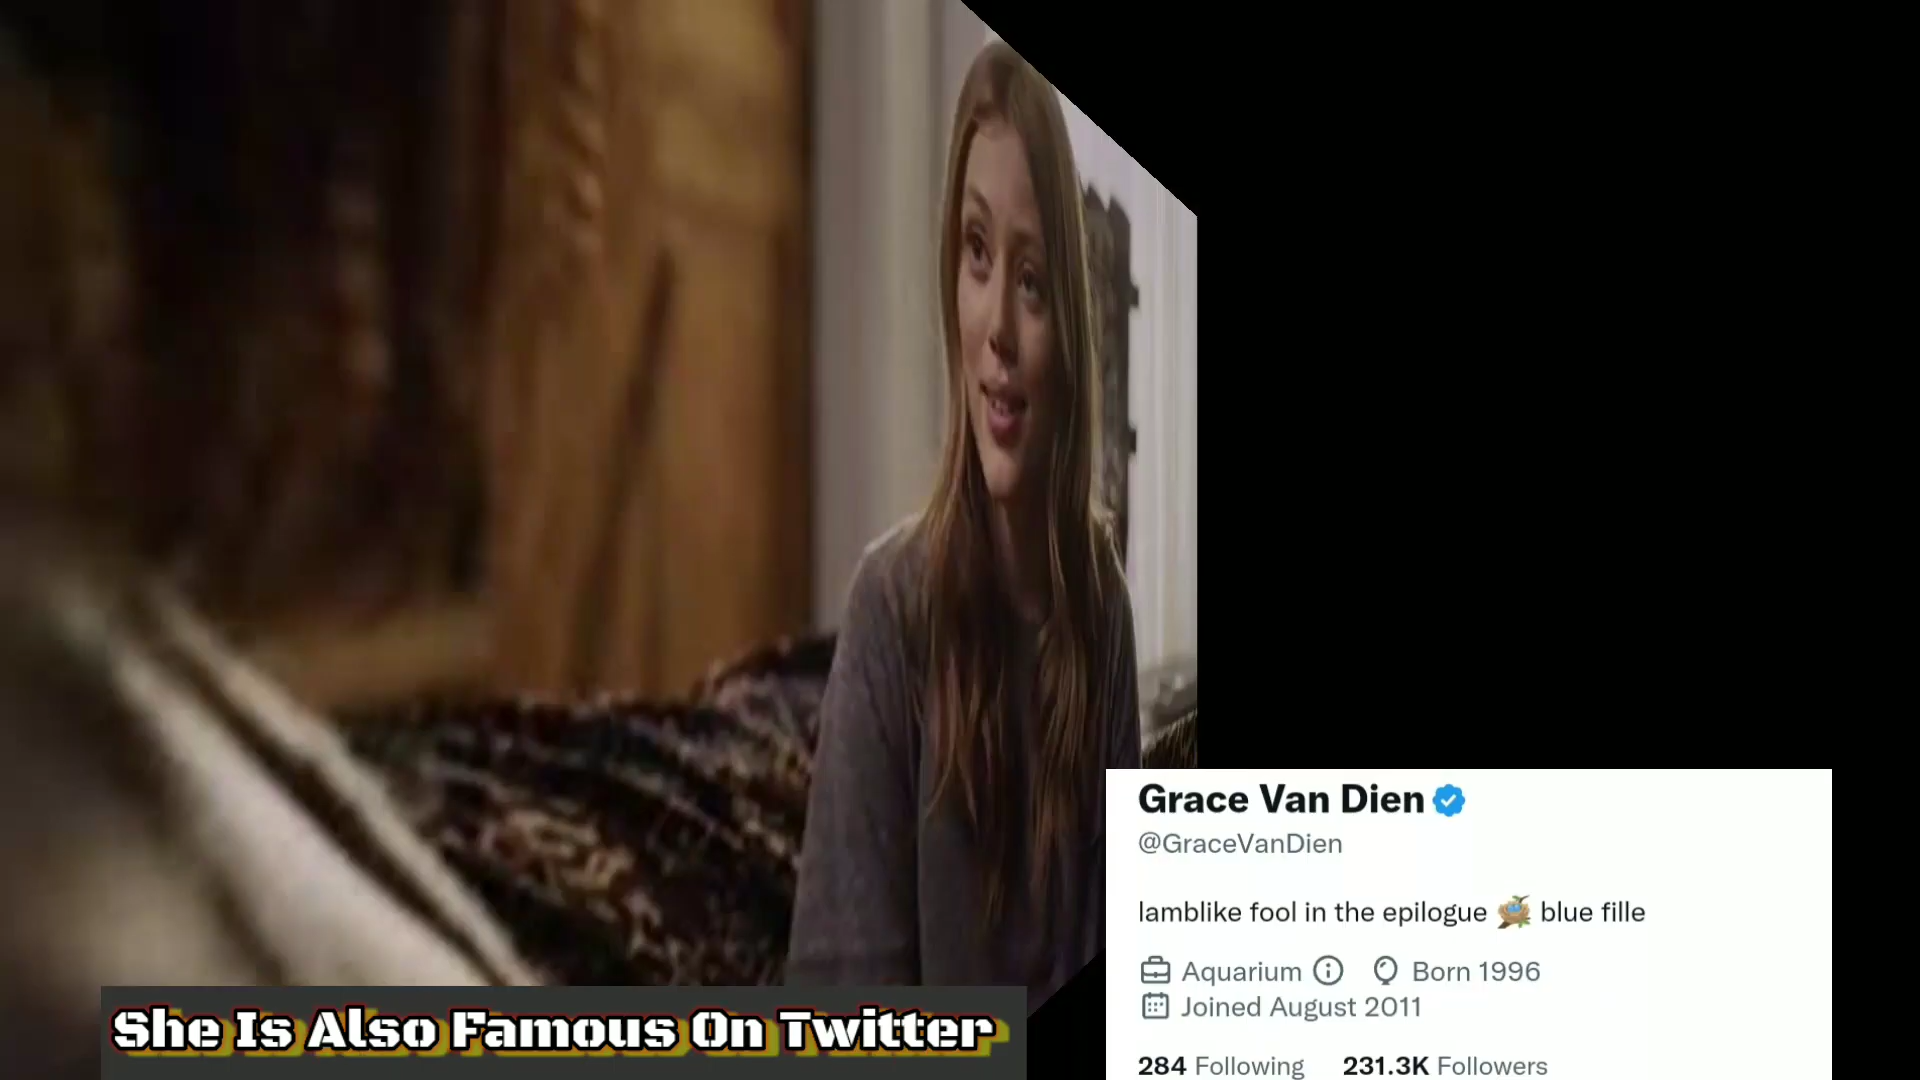 Grace Van Dien
@GraceVanDien
lamblike fool in the epilogue 🪺 blue fille
Aquarium Born 1996
Joined August 2011
284 Following 231.3K Followers
She Is Also Famous On Twitter